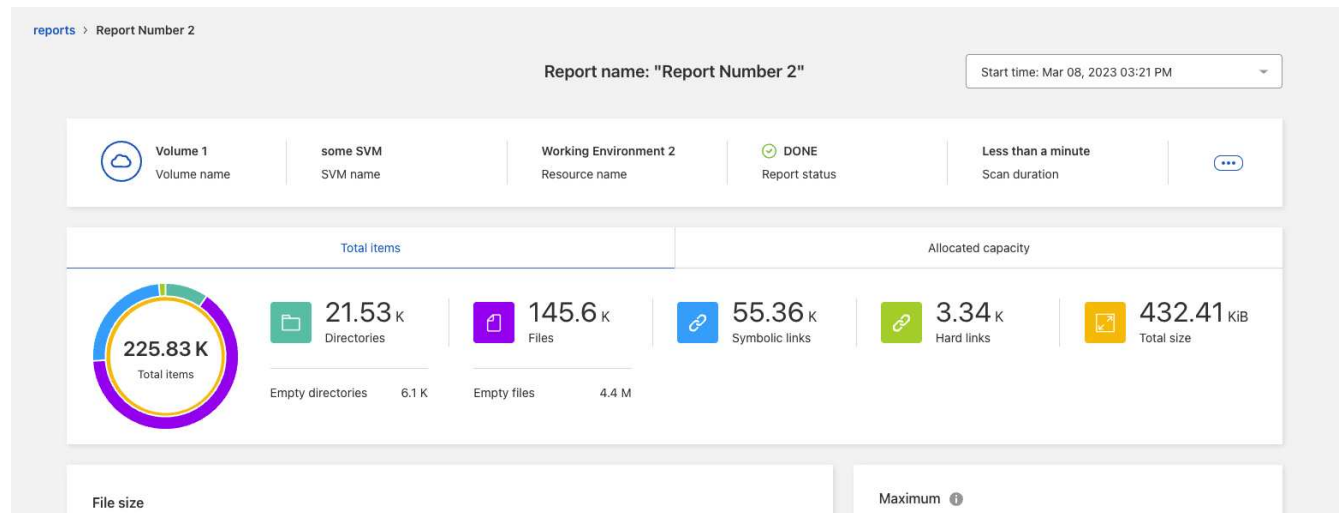 reports > Report Number 2
Report name: "Report Number 2"
Start time: Mar 08, 2023 03:21 PM
Volume 1
Volume name
some SVM
SVM name
Working Environment 2
Resource name
DONE
Report status
Less than a minute
Scan duration
Total items
Allocated capacity
225.83 K
Total items
21.53 K
Directories
Empty directories 6.1 K
145.6 K
Files
Empty files 4.4 M
55.36 K
Symbolic links
3.34 K
Hard links
432.41 KiB
Total size
File size
Maximum